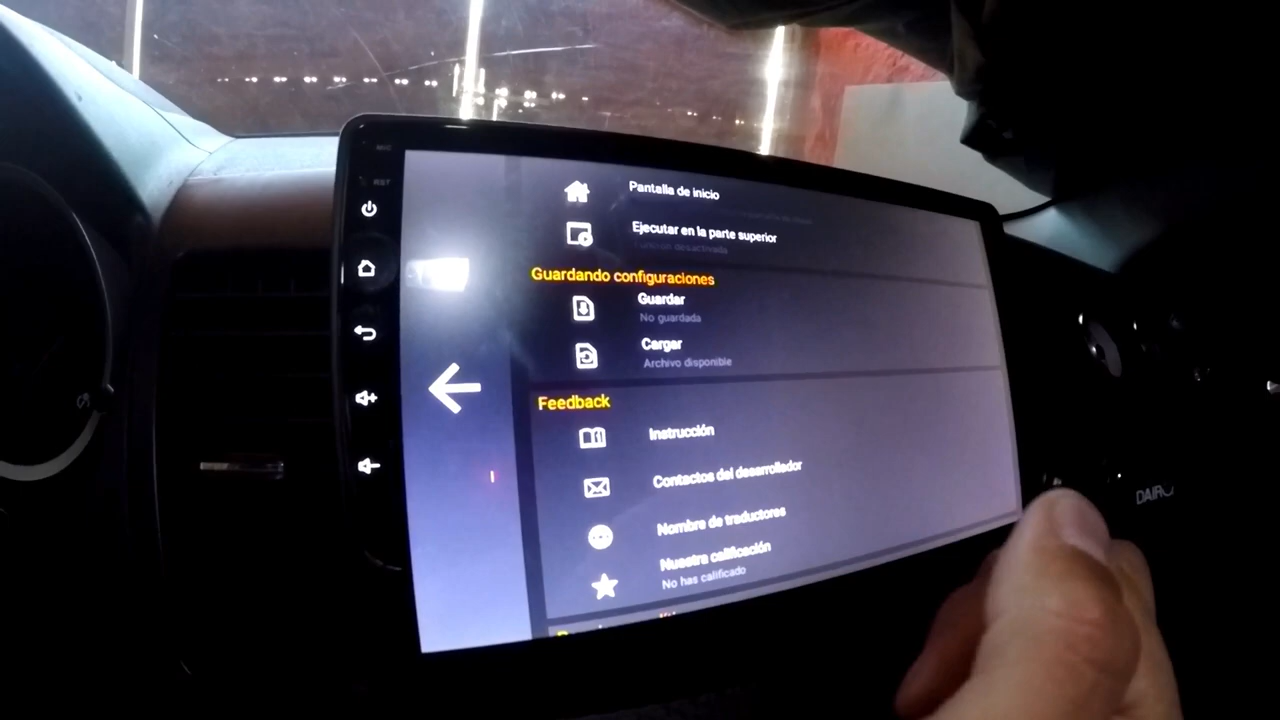 MIC
RST
Pantalla de inicio
Ejecutar en la parte superior
Función desactivada
Guardando configuraciones
Guardar
No guardada
Cargar
Archivo disponible
Feedback
Instrucción
Contactos del desarrollador
Nombre de traductores
Nuestra calificación
No has calificado